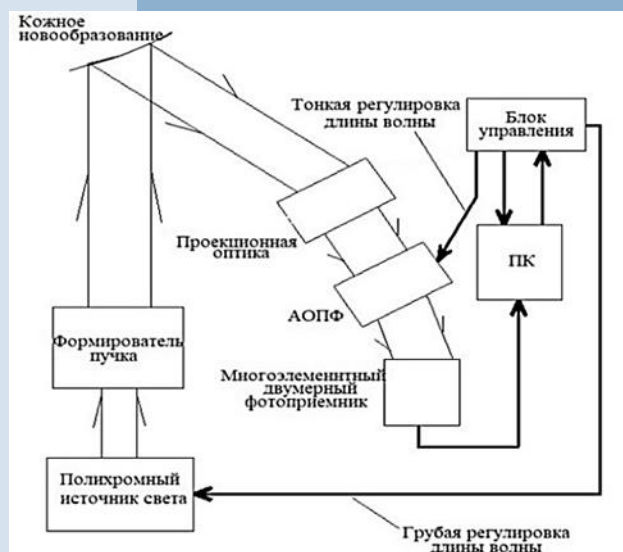 Кожное
новообразование
Тонкая регулировка
длины волны
Блок
управления
Проекционная
оптика
ПК
АОПФ
Формирователь
пучка
Многоэлементный
двумерный
фотоприемник
Полихромный
источник света
Грубая регулировка
длины волны